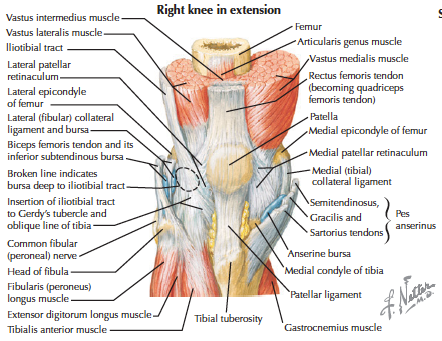 Right knee in extension
Vastus intermedius muscle
Vastus lateralis muscle
Iliotibial tract
Lateral patellar
retinaculum
Lateral epicondyle
of femur
Lateral (fibular) collateral
ligament and bursa
Biceps femoris tendon and its
inferior subtendinous bursa
Broken line indicates
bursa deep to iliotibial tract
Insertion of iliotibial tract
to Gerdy's tubercle and
oblique line of tibia
Common fibular
(peroneal) nerve
Head of fibula
Fibularis (peroneus)
longus muscle
Extensor digitorum longus muscle
Tibialis anterior muscle
Femur
Articularis genus muscle
Vastus medialis muscle
Rectus femoris tendon
(becoming quadriceps
femoris tendon)
Patella
Medial epicondyle of femur
Medial patellar retinaculum
Medial (tibial)
collateral ligament
Semitendinosus,
Gracilis and
Sartorius tendons
Pes
anserinus
Anserine bursa
Medial condyle of tibia
Patellar ligament
Tibial tuberosity
Gastrocnemius muscle
f. Netter
M.D.
S